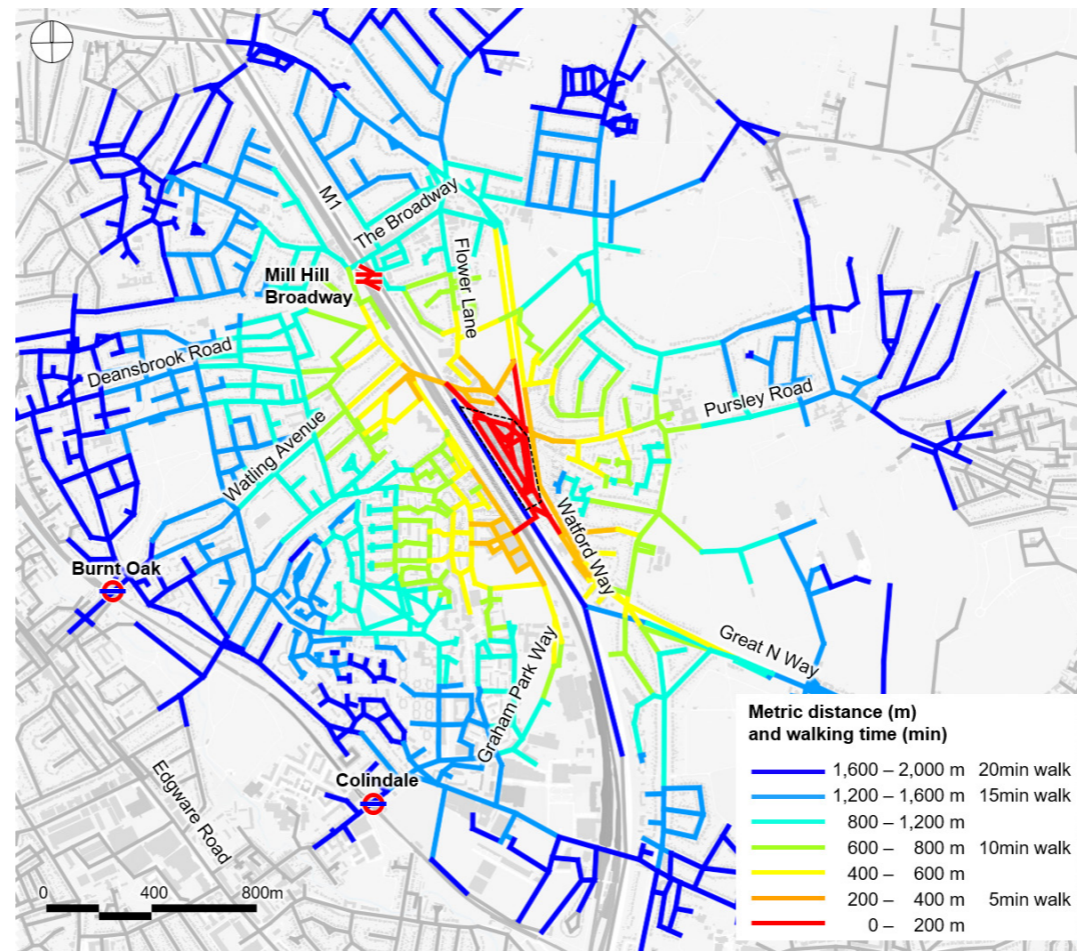 M1
The Broadway
Flower Lane
Mill Hill
Broadway
Deansbrook Road
Pursley Road
Watling Avenue
Watford Way
Burnt Oak
Great N Way
Graham Park Way
Colindale
Edgware Road
0 400 800m
Metric distance (m)
and walking time (min)
1,600 – 2,000 m 20min walk
1,200 – 1,600 m 15min walk
800 – 1,200 m
600 – 800 m 10min walk
400 – 600 m
200 – 400 m 5min walk
0 – 200 m